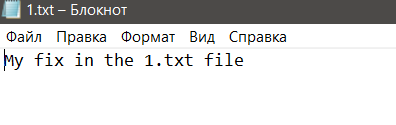 1.txt – Блокнот
Файл Правка Формат Вид Справка
My fix in the 1.txt file